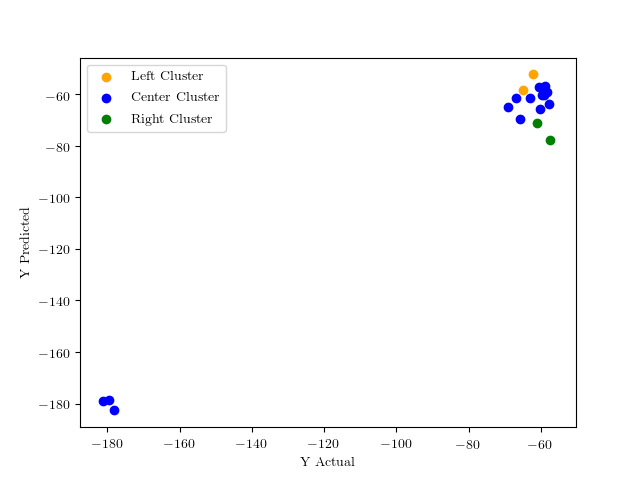 Left Cluster
Center Cluster
Right Cluster
−60
−80
−100
−120
−140
−160
−180
Y Predicted
−180 −160 −140 −120 −100 −80 −60
Y Actual